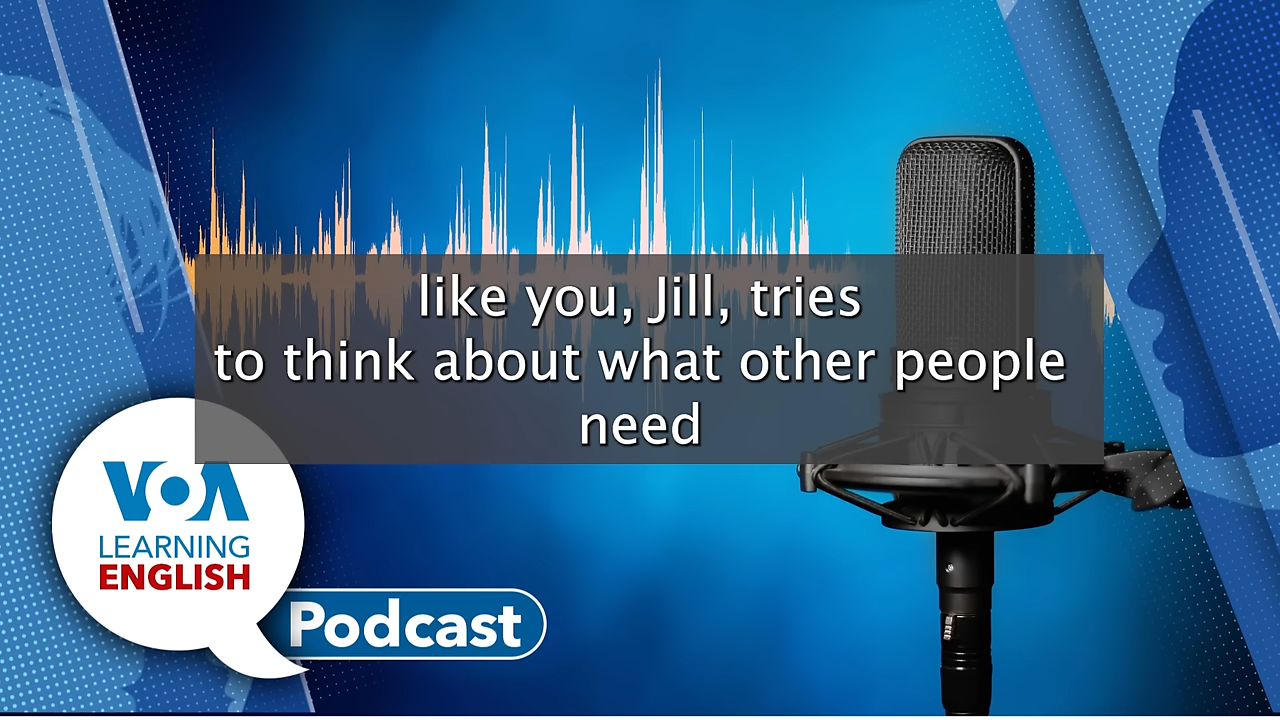 like you, Jill, tries
to think about what other people
need
VOA
LEARNING
ENGLISH
Podcast